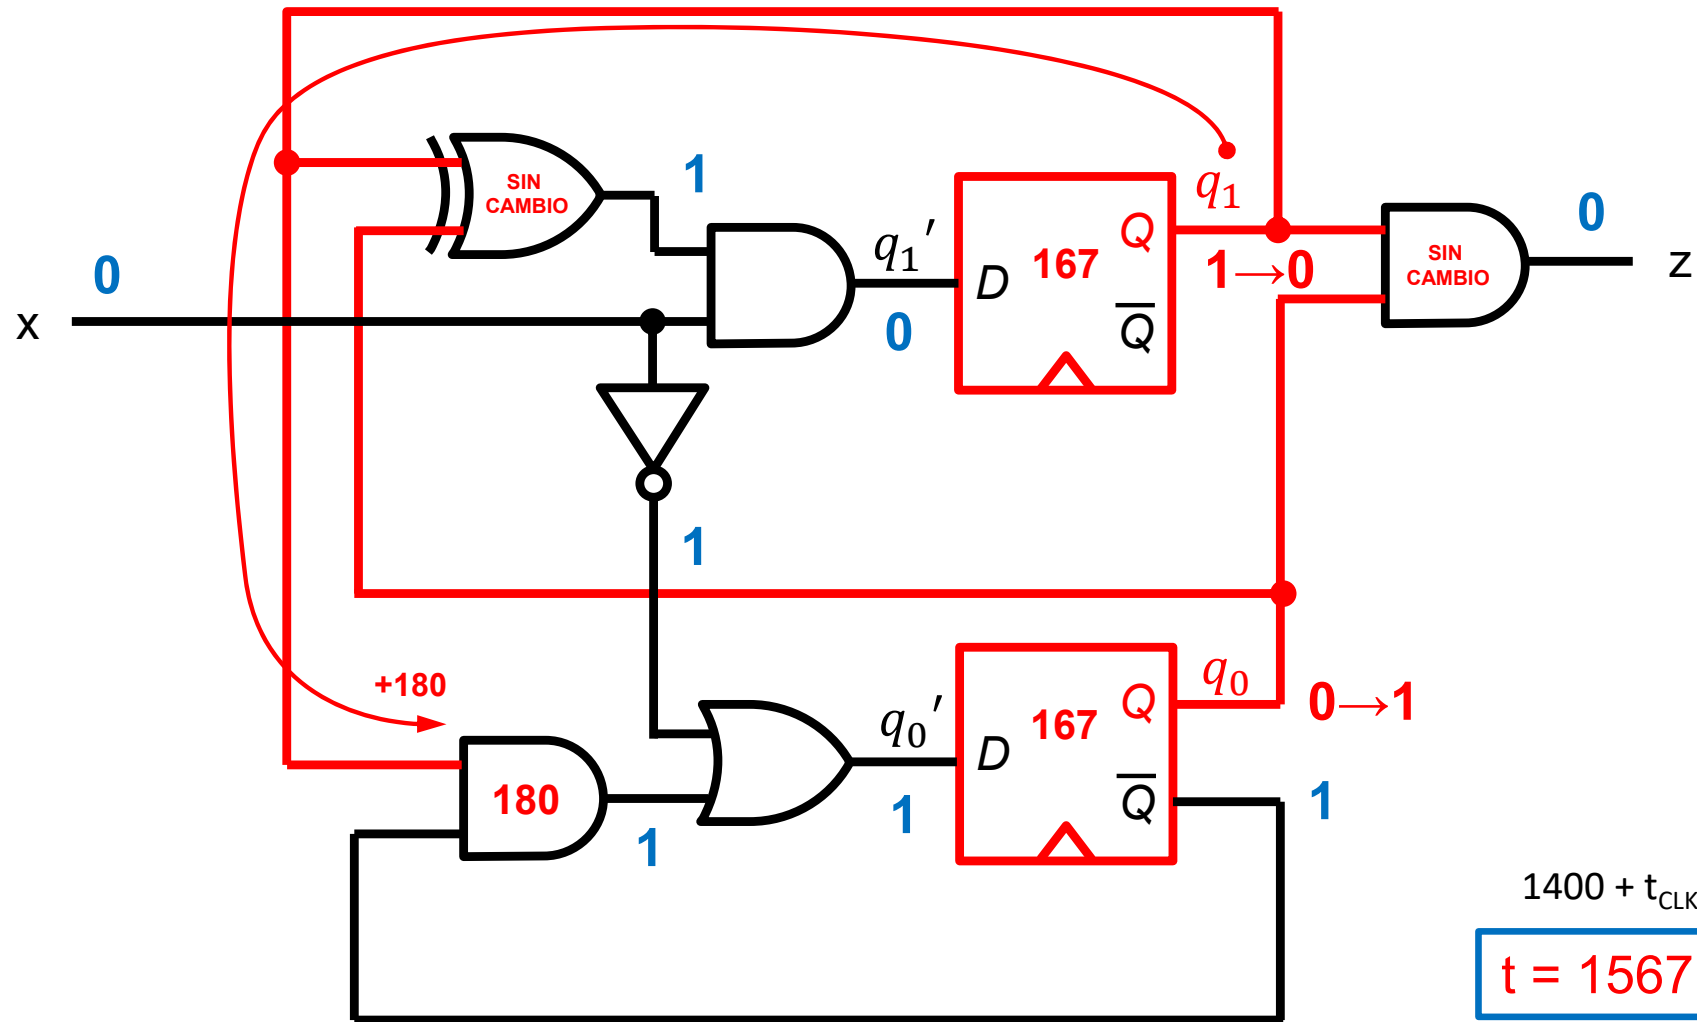 q₁
SIN
CAMBIO
1
0
x
q₁′
D
167
Q
Q̅
0
1→0
SIN
CAMBIO
0
z
1
+180
180
1
q₀′
1
D
167
Q
Q̅
q₀
0→1
1
1400 + tCLK
t = 1567